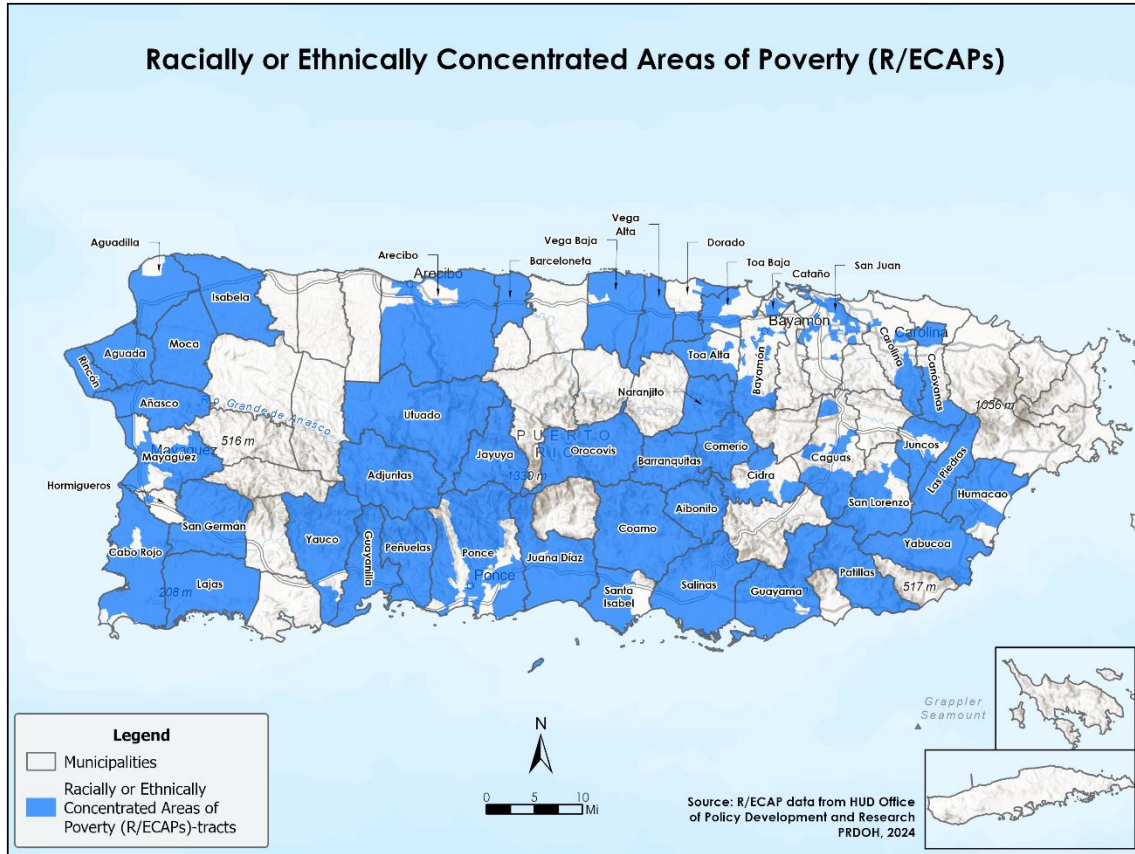 Racially or Ethnically Concentrated Areas of Poverty (R/ECAPs)
Aguadilla
Arecibo
Arecibo
Vega Baja
Barceloneta
Vega
Alta
Dorado
Toa Baja
Cataño
San Juan
Isabela
Bayamón
Carolina
Carolina
Moca
Aguada
Rincón
Toa Alta
Bayamón
Canóvanas
Añasco
Grande de Anasco
Utuado
Naranjito
1056 m
516 m
Mayagüez
Mayagüez
PUERTO
RICO
Jayuya
Orocovis
Barranquitas
Comerío
Caguas
Juncos
Las Piedras
Adjuntas
1339 m
Cidra
Hormigueros
San Lorenzo
Humacao
San Germán
Aibonito
Coamo
Yauco
Guayanilla
Peñuelas
Ponce
Ponce
Juana Díaz
Yabucoa
Cabo Rojo
Patillas
Lajas
208 m
Santa
Isabel
Salinas
Guayama
517 m
Grappler
Seamount
Legend
Municipalities
Racially or Ethnically
Concentrated Areas of
Poverty (R/ECAPs)-tracts
N
0 5 10
Mi
Source: R/ECAP data from HUD Office
of Policy Development and Research
PRDOH, 2024